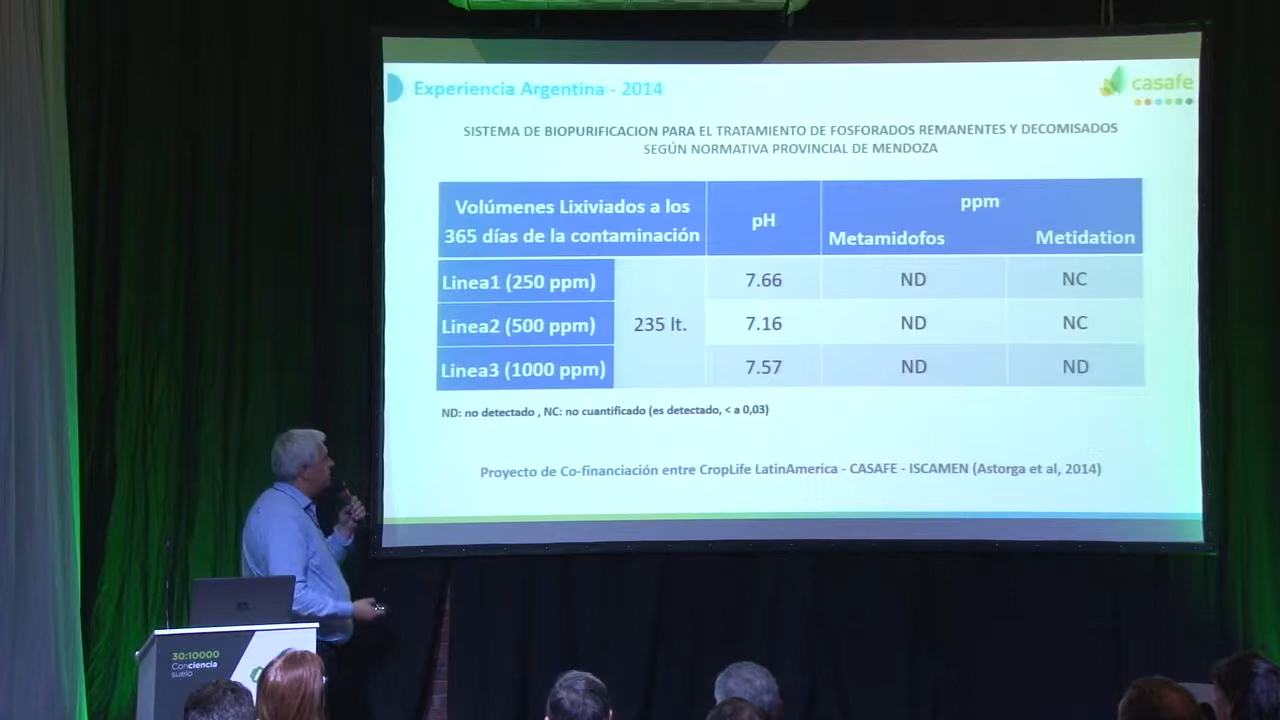 Experiencia Argentina - 2014
casafe
SISTEMA DE BIOPURIFICACION PARA EL TRATAMIENTO DE FOSFORADOS REMANENTES Y DECOMISADOS
SEGÚN NORMATIVA PROVINCIAL DE MENDOZA
Volúmenes Lixiviados a los
365 días de la contaminación
pH
ppm
Metamidofos
Metidation
Linea1 (250 ppm)
7.66
ND
NC
Linea2 (500 ppm)
235 lt.
7.16
ND
NC
Linea3 (1000 ppm)
7.57
ND
ND
ND: no detectado , NC: no cuantificado (es detectado, < a 0,03)
Proyecto de Co-financiación entre CropLife LatinAmerica - CASAFE - ISCAMEN (Astorga et al, 2014)
30:10000
Conciencia
suelo